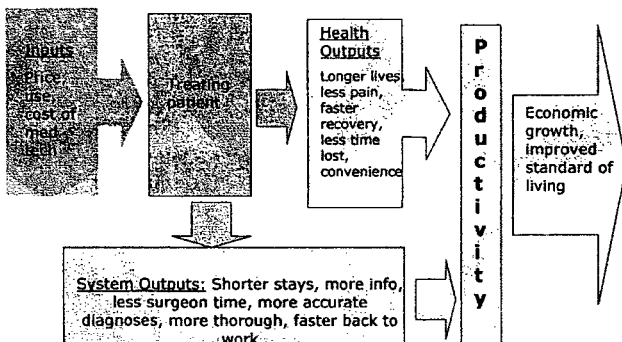 Inputs
Price
use,
cost of
med
tech
Treating
patient
Health
Outputs
Longer lives,
less pain,
faster
recovery,
less time
lost,
convenience
System Outputs: Shorter stays, more info,
less surgeon time, more accurate
diagnoses, more thorough, faster back to
work
Productivity
Economic
growth,
improved
standard of
living